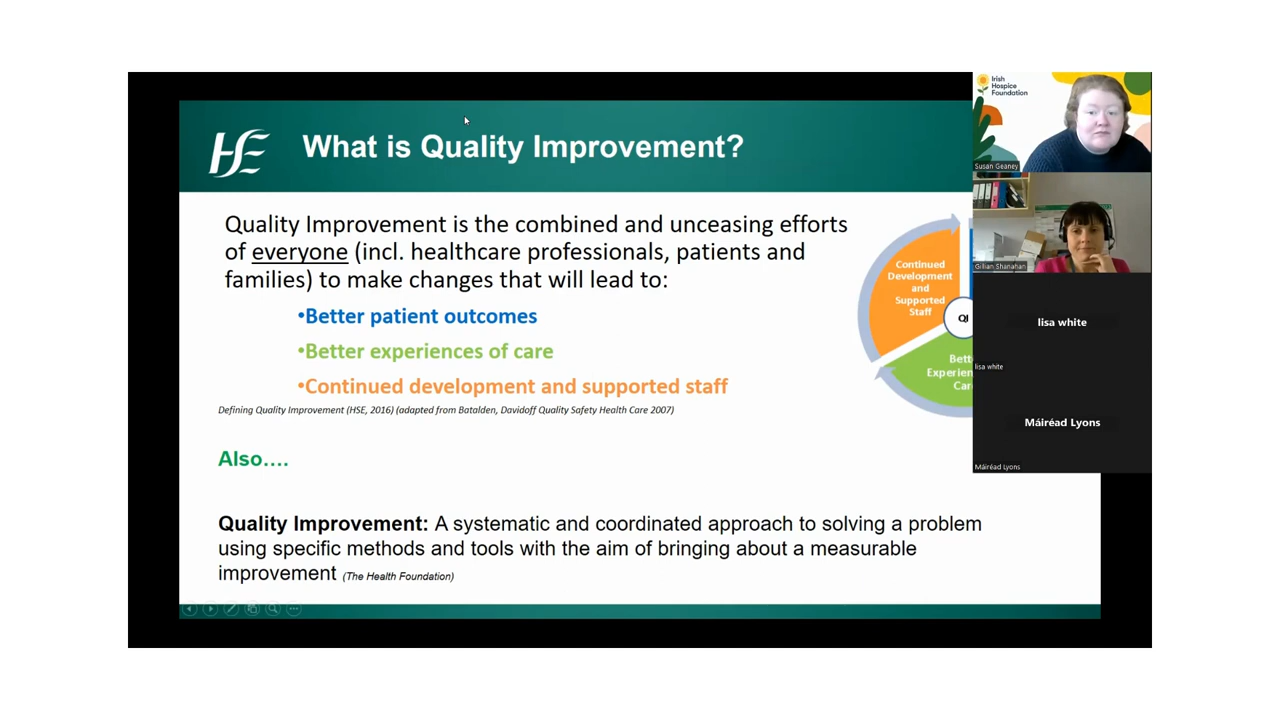 HSE
What is Quality Improvement?
Quality Improvement is the combined and unceasing efforts
of everyone (incl. healthcare professionals, patients and
families) to make changes that will lead to:
•Better patient outcomes
•Better experiences of care
•Continued development and supported staff
Defining Quality Improvement (HSE, 2016) (adapted from Batalden, Davidoff Quality Safety Health Care 2007)
Also....
Quality Improvement: A systematic and coordinated approach to solving a problem
using specific methods and tools with the aim of bringing about a measurable
improvement (The Health Foundation)
Continued
Development
and
Supported
Staff
QI
Irish
Hospice
Foundation
Susan Geaney
Gillian Shanahan
lisa white
lisa white
Máiréad Lyons
Máiréad Lyons